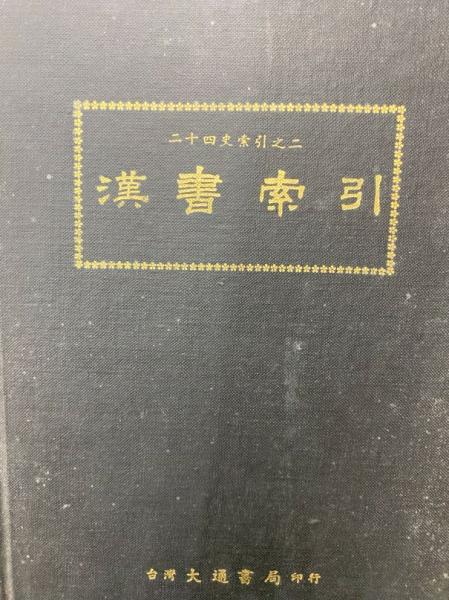 二十四史索引之二
漢書索引
台灣大通書局印行